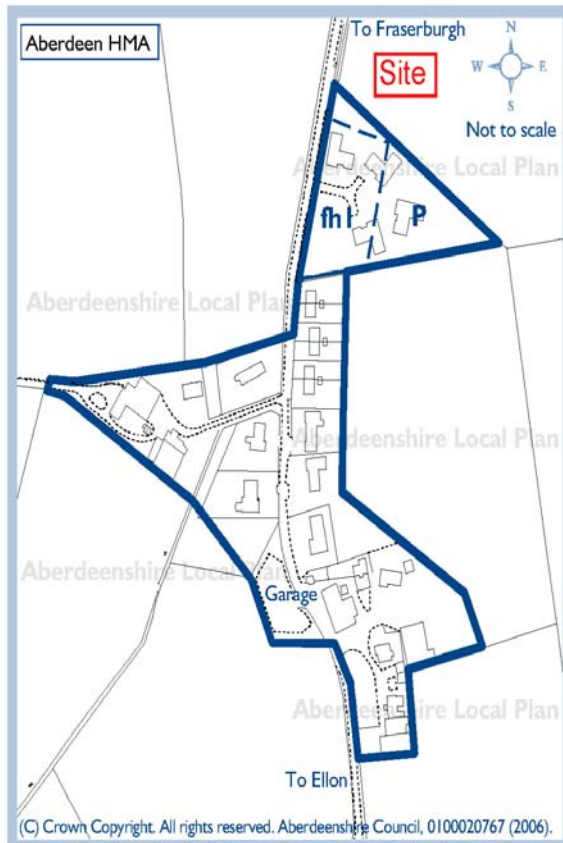 Aberdeen HMA
To Fraserburgh
Site
N
W E
S
Not to scale
Aberdeenshire Local Plan
fh1 P
Aberdeenshire Local Plan
Aberdeenshire Local Plan
Aberdeenshire Local Plan
Garage
Aberdeenshire Local Plan
To Ellon
(C) Crown Copyright. All rights reserved. Aberdeenshire Council, 0100020767 (2006).